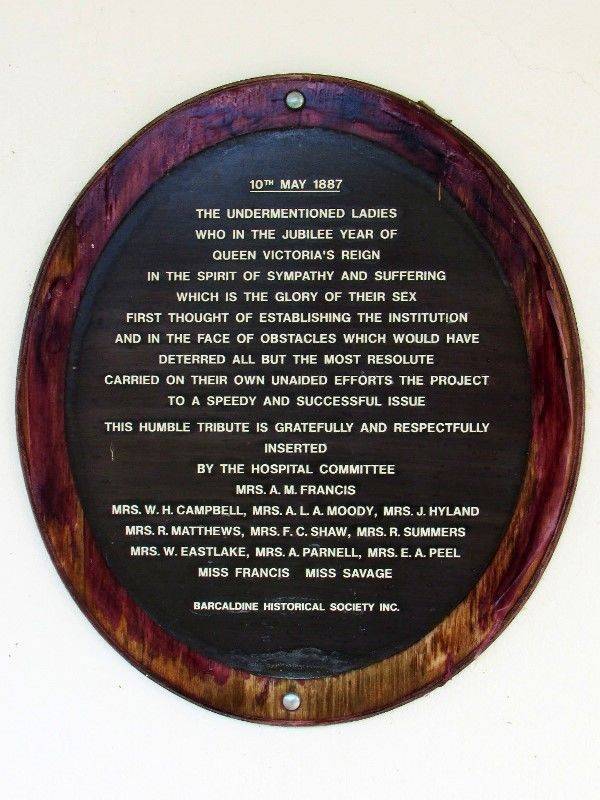 10TH MAY 1887
THE UNDERMENTIONED LADIES
WHO IN THE JUBILEE YEAR OF
QUEEN VICTORIA'S REIGN
IN THE SPIRIT OF SYMPATHY AND SUFFERING
WHICH IS THE GLORY OF THEIR SEX
FIRST THOUGHT OF ESTABLISHING THE INSTITUTION
AND IN THE FACE OF OBSTACLES WHICH WOULD HAVE
DETERRED ALL BUT THE MOST RESOLUTE
CARRIED ON THEIR OWN UNAIDED EFFORTS THE PROJECT
TO A SPEEDY AND SUCCESSFUL ISSUE
THIS HUMBLE TRIBUTE IS GRATEFULLY AND RESPECTFULLY
INSERTED
BY THE HOSPITAL COMMITTEE
MRS. A. M. FRANCIS
MRS. W. H. CAMPBELL, MRS. A. L A. MOODY, MRS. J. HYLAND
MRS. R. MATTHEWS, MRS. F. C. SHAW, MRS. R. SUMMERS
MRS. W. EASTLAKE, MRS. A. PARNELL, MRS. E. A. PEEL
MISS FRANCIS MISS SAVAGE
BARCALDINE HISTORICAL SOCIETY INC.